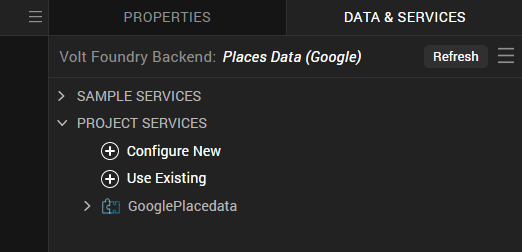 PROPERTIES
DATA & SERVICES
Volt Foundry Backend: Places Data (Google)
Refresh
SAMPLE SERVICES
PROJECT SERVICES
Configure New
Use Existing
GooglePlacedata